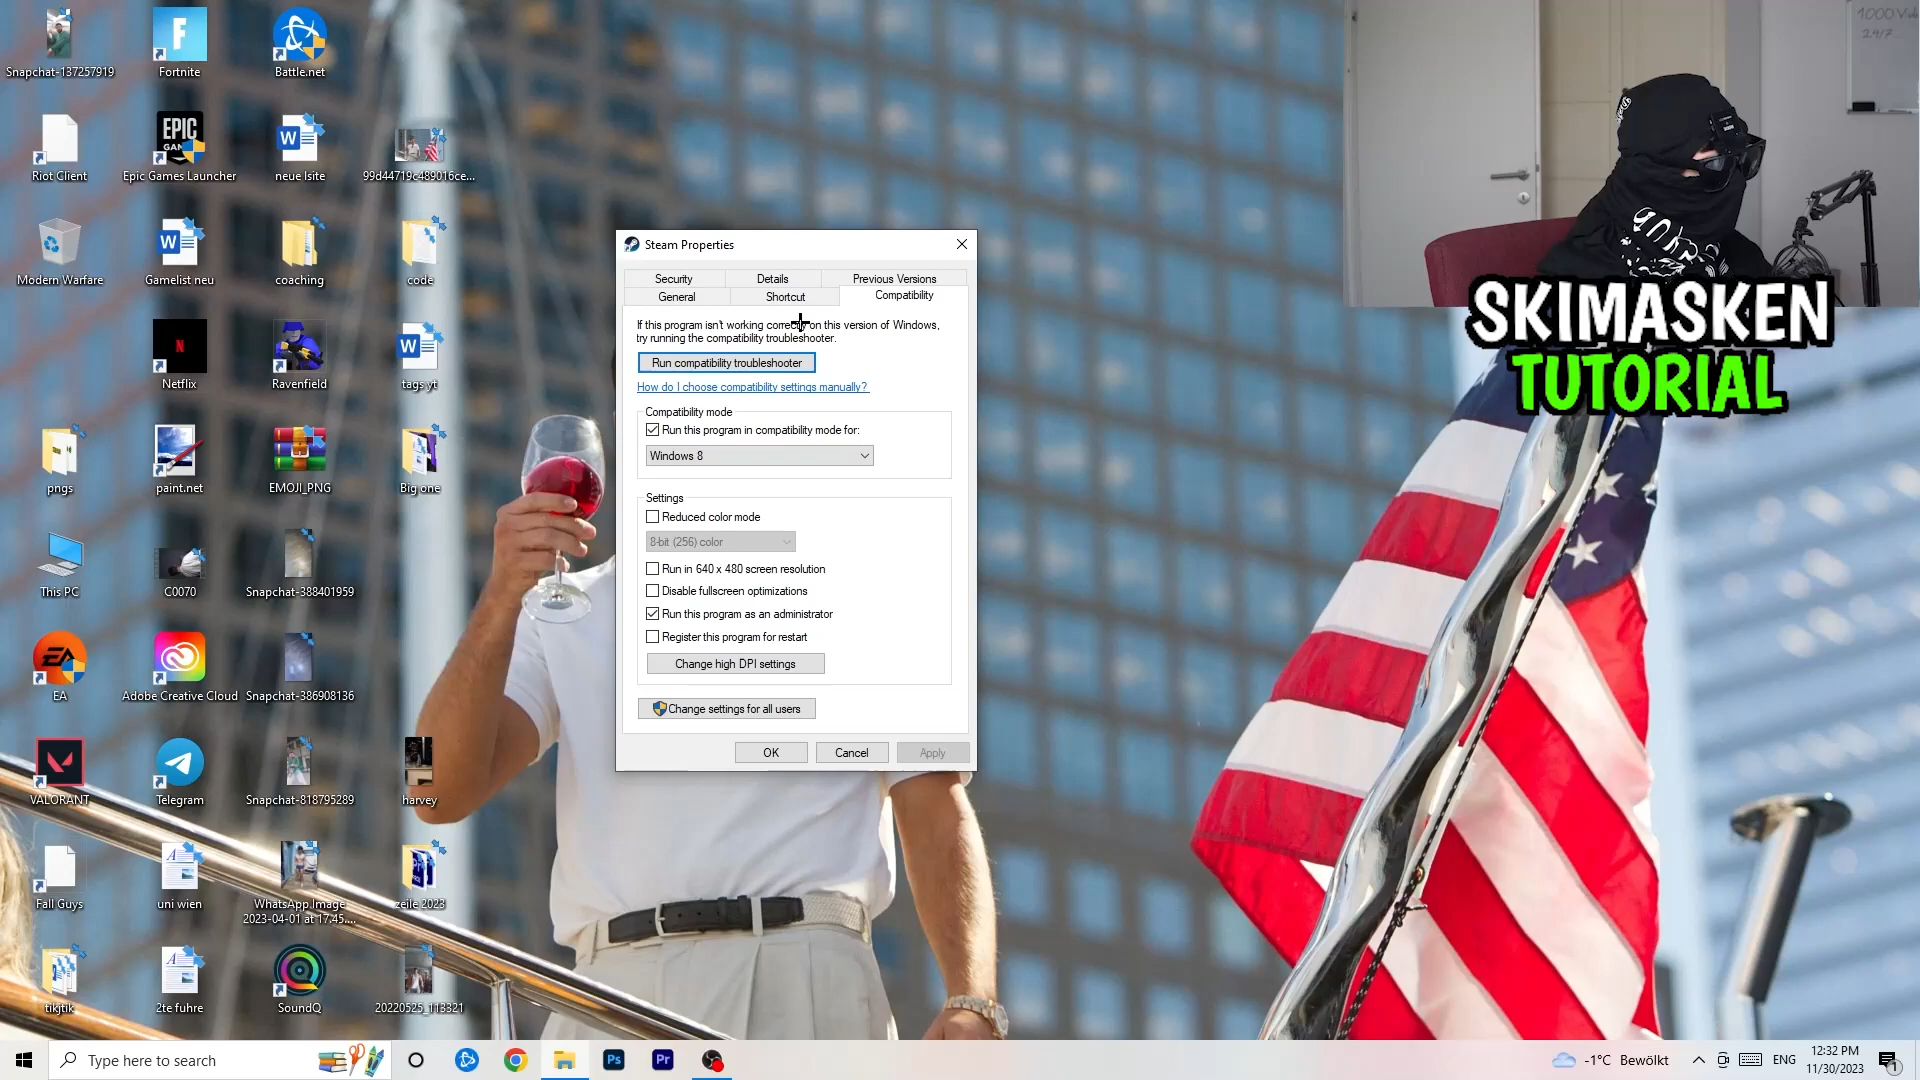 Snapchat-137257919
Fortnite
Battle.net
Riot Client
EPIC
Epic Games Launcher
neue lsite
99d44719c489016ce...
Modern Warfare
Gamelist neu
coaching
code
N
Netflix
Ravenfield
tags yt
pngs
paint.net
EMOJI_PNG
Big one
This PC
C0070
Snapchat-388401959
EA
EA
Adobe Creative Cloud
Snapchat-386908136
VALORANT
Telegram
Snapchat-818795289
harvey
Fall Guys
uni wien
WhatsApp Image
2023-04-01 at 17.45....
zeile 2023
tikjtik
2te fuhre
SoundQ
20220525_113321
Steam Properties
Security
Details
Previous Versions
General
Shortcut
Compatibility
If this program isn't working correctly on this version of Windows,
try running the compatibility troubleshooter.
Run compatibility troubleshooter
How do I choose compatibility settings manually?
Compatibility mode
Run this program in compatibility mode for:
Windows 8
Settings
Reduced color mode
8-bit (256) color
Run in 640 x 480 screen resolution
Disable fullscreen optimizations
Run this program as an administrator
Register this program for restart
Change high DPI settings
Change settings for all users
OK
Cancel
Apply
24/7
SKIMASKEN
TUTORIAL
Type here to search
Ps
Pr
-1°C Bewölkt
ENG
12:32 PM
11/30/2023
1